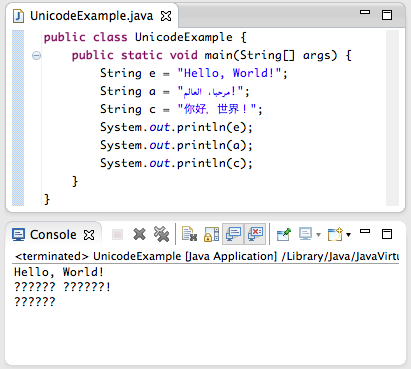 UnicodeExample.java
public class UnicodeExample {
public static void main(String[] args) {
String e = "Hello, World!";
String a = "مرحبا، العالم!";
String c = "你好，世界！";
System.out.println(e);
System.out.println(a);
System.out.println(c);
}
}
Console
<terminated> UnicodeExample [Java Application] /Library/Java/JavaVirtu
Hello, World!
?????? ??????!
??????